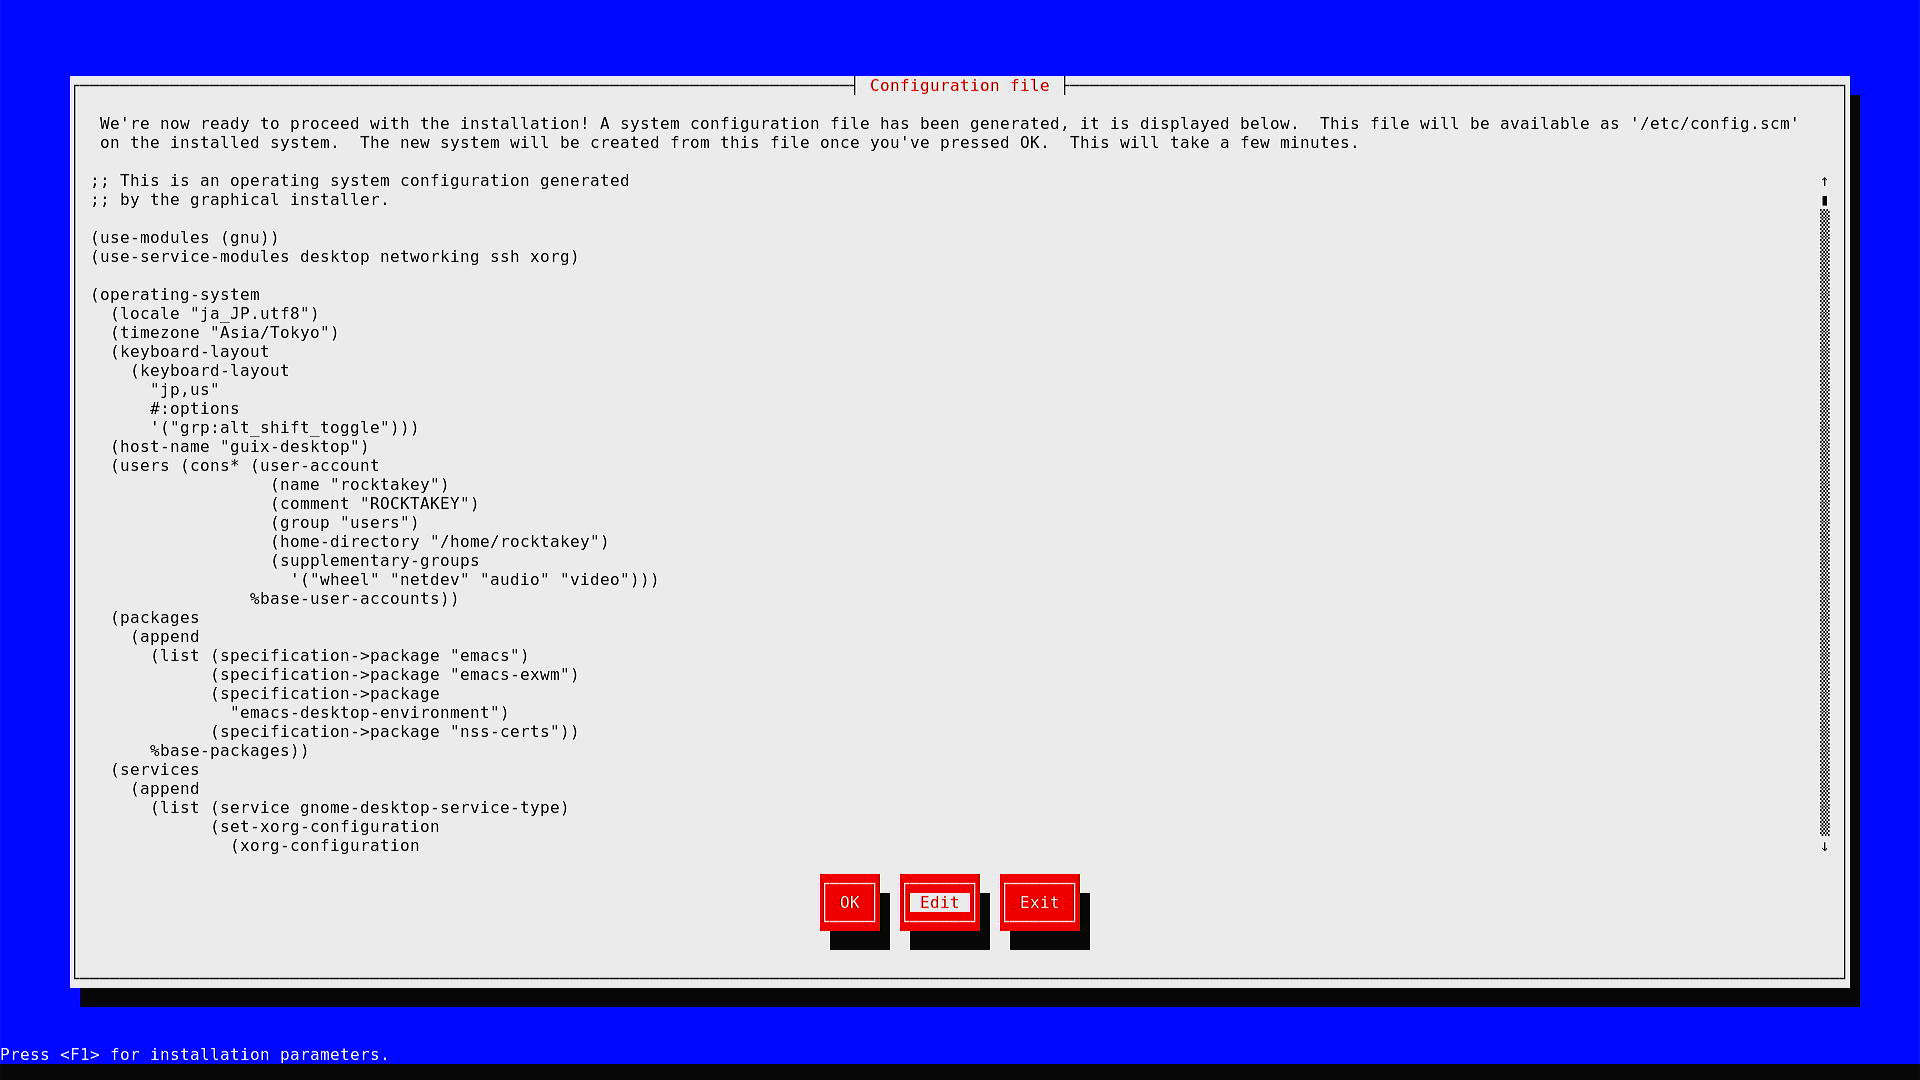 Configuration file
We're now ready to proceed with the installation! A system configuration file has been generated, it is displayed below.  This file will be available as '/etc/config.scm'
on the installed system.  The new system will be created from this file once you've pressed OK.  This will take a few minutes.
;; This is an operating system configuration generated
;; by the graphical installer.
(use-modules (gnu))
(use-service-modules desktop networking ssh xorg)
(operating-system
  (locale "ja_JP.utf8")
  (timezone "Asia/Tokyo")
  (keyboard-layout
    (keyboard-layout
      "jp,us"
      #:options
      '("grp:alt_shift_toggle")))
  (host-name "guix-desktop")
  (users (cons* (user-account
                  (name "rocktakey")
                  (comment "ROCKTAKEY")
                  (group "users")
                  (home-directory "/home/rocktakey")
                  (supplementary-groups
                    '("wheel" "netdev" "audio" "video")))
                %base-user-accounts))
  (packages
    (append
      (list (specification->package "emacs")
            (specification->package "emacs-exwm")
            (specification->package
              "emacs-desktop-environment")
            (specification->package "nss-certs"))
      %base-packages))
  (services
    (append
      (list (service gnome-desktop-service-type)
            (set-xorg-configuration
              (xorg-configuration
OK Edit Exit
Press <F1> for installation parameters.